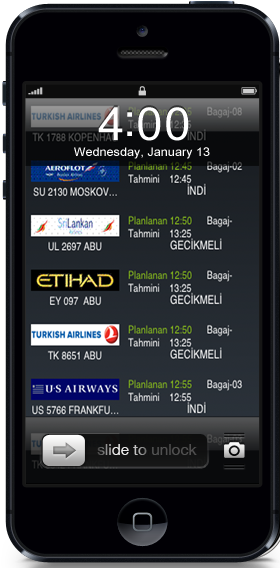 4:00
Wednesday, January 13
TURKISH AIRLINES Planlanan 12:55 Bagaj-08
TK 1788 KOPENHA
AEROFLOT Planlanan 12:45 Bagaj-02
Tahmini 12:45
SU 2130 MOSKOV... İNDİ
SriLankan Airlines Planlanan 12:50 Bagaj-
Tahmini 13:25
UL 2697 ABU GECİKMELİ
ETIHAD Planlanan 12:50 Bagaj-
Tahmini 13:25
EY 097 ABU GECİKMELİ
TURKISH AIRLINES Planlanan 12:50 Bagaj-
Tahmini 13:25
TK 8651 ABU GECİKMELİ
U·S AIRWAYS Planlanan 12:55 Bagaj-03
Tahmini 12:55
US 5766 FRANKFU... İNDİ
slide to unlock